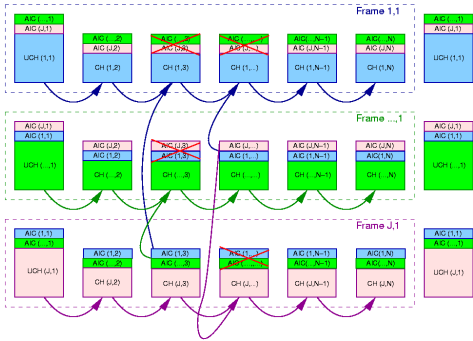 Frame 1,1
AIC (...,1)
AIC (J,1)
UCH (1,1)
AIC (...,2)
AIC (J,2)
CH (1,2)
AIC (...,3)
AIC (J,3)
CH (1,3)
AIC (...,...)
AIC (J,...)
CH (1,...)
AIC (...,N−1)
AIC (J,N−1)
CH (1,N−1)
AIC (...,N)
AIC (J,N)
CH (1,N)
AIC (...,1)
AIC (J,1)
UCH (1,1)
Frame ...,1
AIC (J,1)
AIC (1,1)
UCH (...,1)
AIC (J,2)
AIC (1,2)
CH (...,2)
AIC (J,3)
AIC (1,3)
CH (...,3)
AIC (J,...)
AIC (1,...)
CH (...,...)
AIC (J,N−1)
AIC (1,N−1)
CH (...,N−1)
AIC (J,N)
AIC(1,N)
CH (...,N)
AIC (J,1)
AIC (1,1)
UCH (...,1)
Frame J,1
AIC (1,1)
AIC (...,1)
UCH (J,1)
AIC (1,2)
AIC (...,2)
CH (J,2)
AIC (1,3)
AIC (...,3)
CH (J,3)
AIC (1,...)
AIC (...,...)
CH (J,...)
AIC (1,N−1)
AIC(...,N−1)
CH (J,N−1)
AIC (1,N)
AIC(...,N)
CH (J,N)
AIC (1,1)
AIC (...,1)
UCH (J,1)